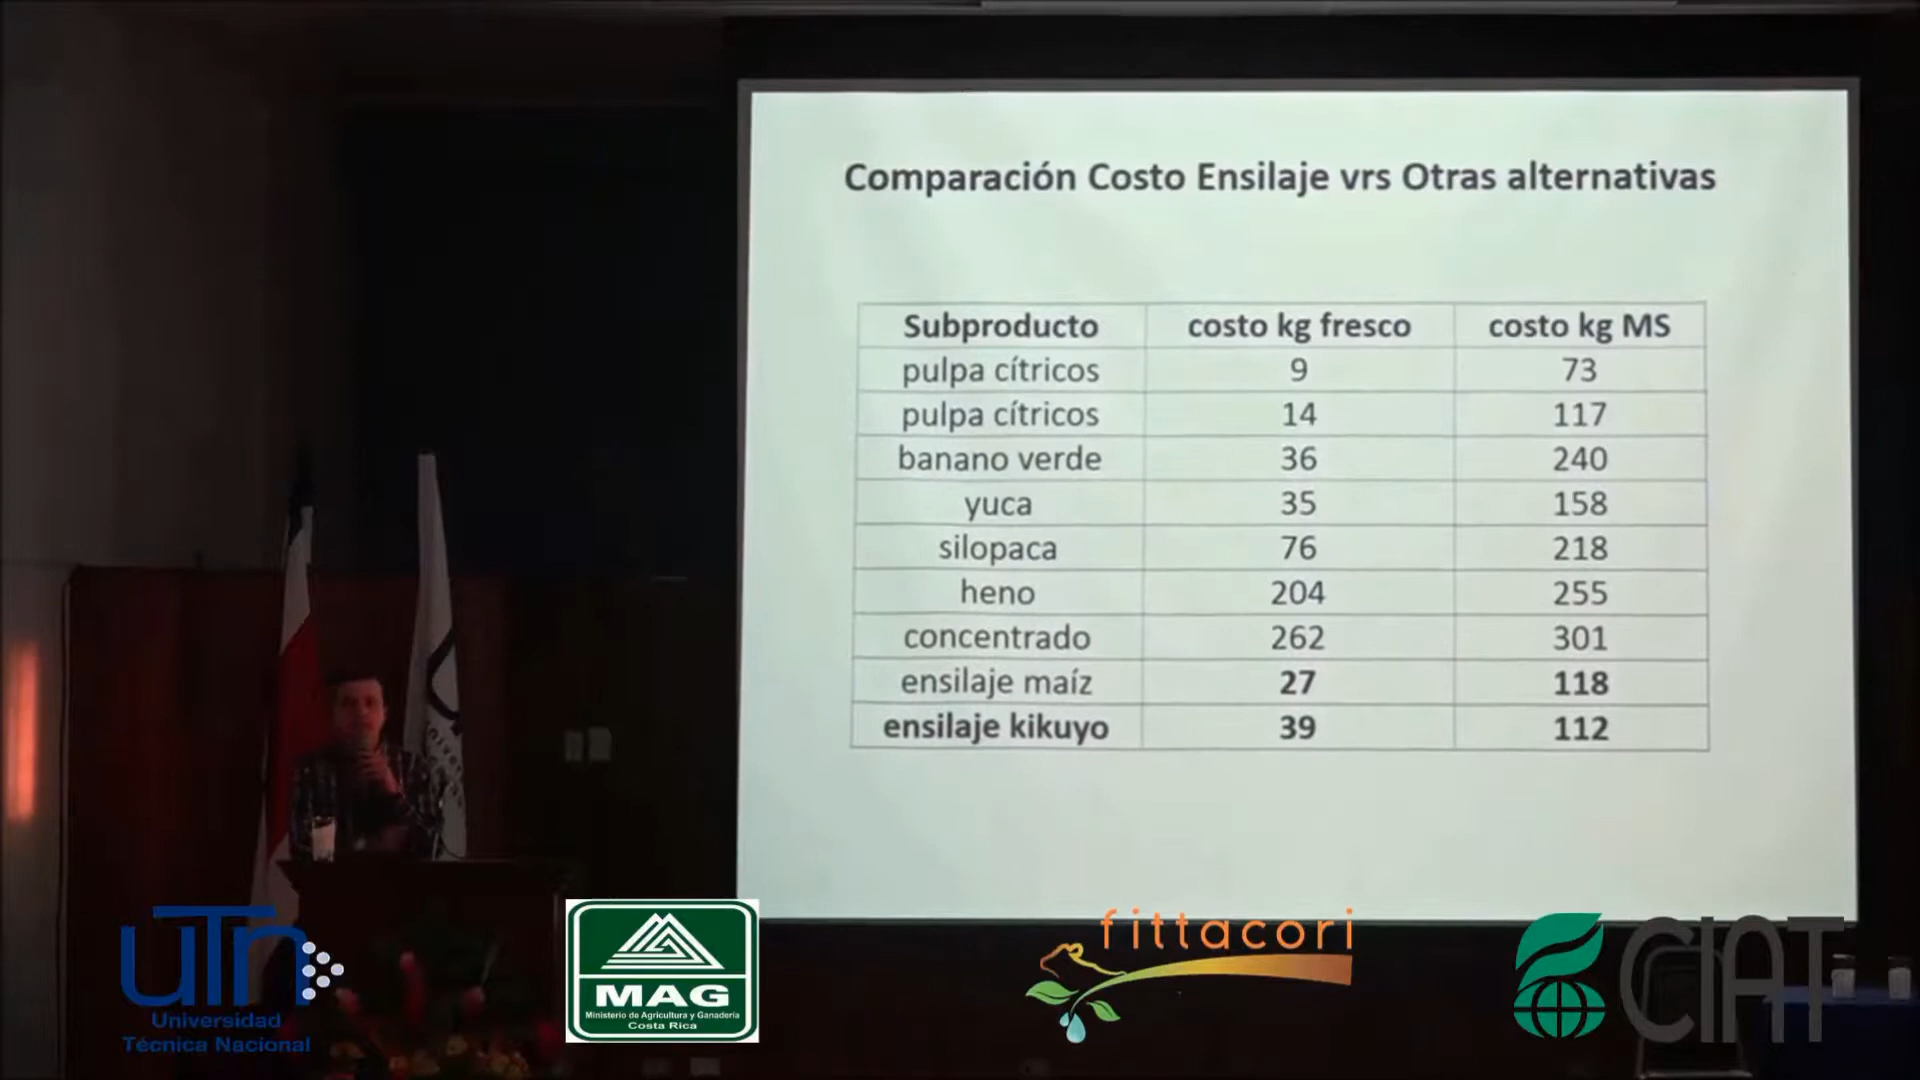 Comparación Costo Ensilaje vrs Otras alternativas
Subproducto costo kg fresco costo kg MS
pulpa cítricos 9 73
pulpa cítricos 14 117
banano verde 36 240
yuca 35 158
silopaca 76 218
heno 204 255
concentrado 262 301
ensilaje maíz 27 118
ensilaje kikuyo 39 112
uTn
Universidad
Técnica Nacional
MAG
Ministerio de Agricultura y Ganadería
Costa Rica
fittacori
CIAT